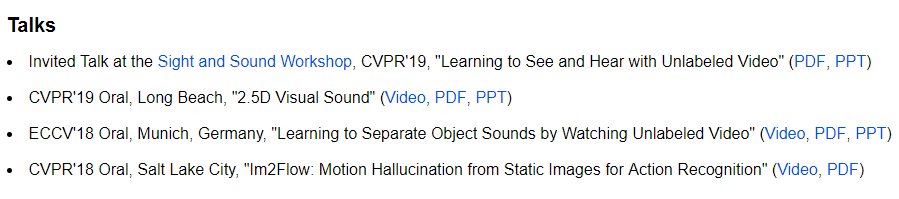 Talks
• Invited Talk at the Sight and Sound Workshop, CVPR'19, "Learning to See and Hear with Unlabeled Video" (PDF, PPT)
• CVPR'19 Oral, Long Beach, "2.5D Visual Sound" (Video, PDF, PPT)
• ECCV'18 Oral, Munich, Germany, "Learning to Separate Object Sounds by Watching Unlabeled Video" (Video, PDF, PPT)
• CVPR'18 Oral, Salt Lake City, "Im2Flow: Motion Hallucination from Static Images for Action Recognition" (Video, PDF)